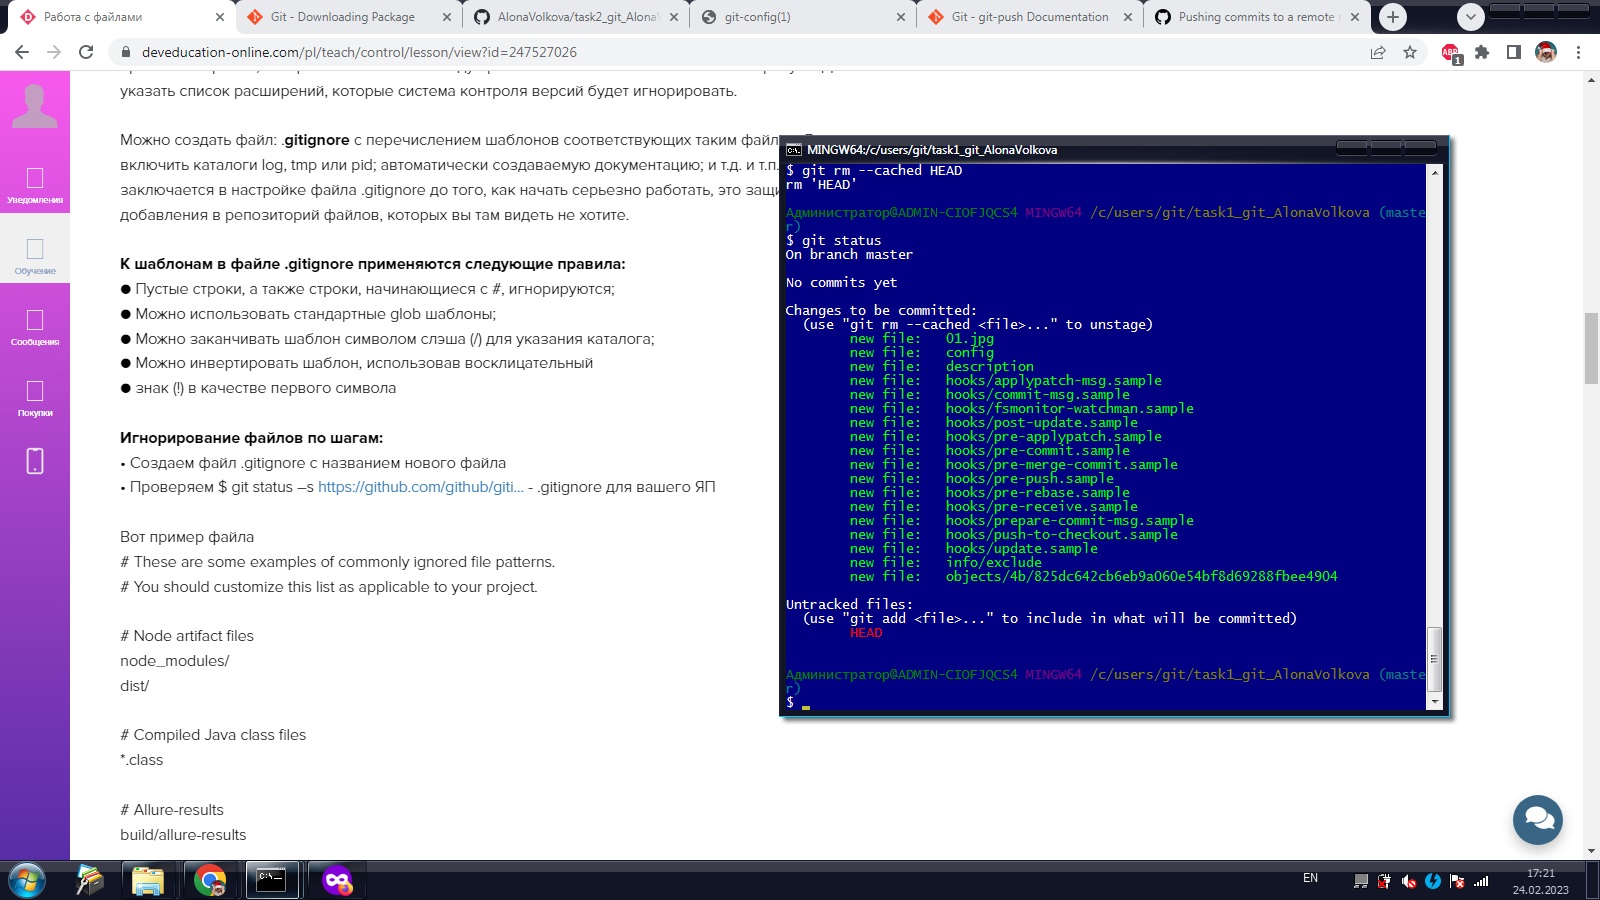 Работа с файлами
Git - Downloading Package
AlonaVolkova/task2_git_AlonaV
git-config(1)
Git - git-push Documentation
Pushing commits to a remote r
deveducation-online.com/pl/teach/control/lesson/view?id=247527026
ABP
1
указать список расширений, которые система контроля версий будет игнорировать.
Можно создать файл: .gitignore с перечислением шаблонов соответствующих таким файл
включить каталоги log, tmp или pid; автоматически создаваемую документацию; и т.д. и т.п.
заключается в настройке файла .gitignore до того, как начать серьезно работать, это защи
добавления в репозиторий файлов, которых вы там видеть не хотите.
К шаблонам в файле .gitignore применяются следующие правила:
● Пустые строки, а также строки, начинающиеся с #, игнорируются;
● Можно использовать стандартные glob шаблоны;
● Можно заканчивать шаблон символом слэша (/) для указания каталога;
● Можно инвертировать шаблон, использовав восклицательный
● знак (!) в качестве первого символа
Игнорирование файлов по шагам:
• Создаем файл .gitignore с названием нового файла
• Проверяем $ git status –s https://github.com/github/giti... - .gitignore для вашего ЯП
Вот пример файла
# These are some examples of commonly ignored file patterns.
# You should customize this list as applicable to your project.
# Node artifact files
node_modules/
dist/
# Compiled Java class files
*.class
# Allure-results
build/allure-results
Уведомления
Обучение
Сообщения
Покупки
MINGW64:/c/users/git/task1_git_AlonaVolkova
$ git rm --cached HEAD
rm 'HEAD'
Администратор@ADMIN-CIOFJQCS4 MINGW64 /c/users/git/task1_git_AlonaVolkova (maste
r)
$ git status
On branch master
No commits yet
Changes to be committed:
(use "git rm --cached <file>..." to unstage)
new file:   01.jpg
new file:   config
new file:   description
new file:   hooks/applypatch-msg.sample
new file:   hooks/commit-msg.sample
new file:   hooks/fsmonitor-watchman.sample
new file:   hooks/post-update.sample
new file:   hooks/pre-applypatch.sample
new file:   hooks/pre-commit.sample
new file:   hooks/pre-merge-commit.sample
new file:   hooks/pre-push.sample
new file:   hooks/pre-rebase.sample
new file:   hooks/pre-receive.sample
new file:   hooks/prepare-commit-msg.sample
new file:   hooks/push-to-checkout.sample
new file:   hooks/update.sample
new file:   info/exclude
new file:   objects/4b/825dc642cb6eb9a060e54bf8d69288fbee4904
Untracked files:
(use "git add <file>..." to include in what will be committed)
HEAD
Администратор@ADMIN-CIOFJQCS4 MINGW64 /c/users/git/task1_git_AlonaVolkova (maste
r)
$
EN
17:21
24.02.2023